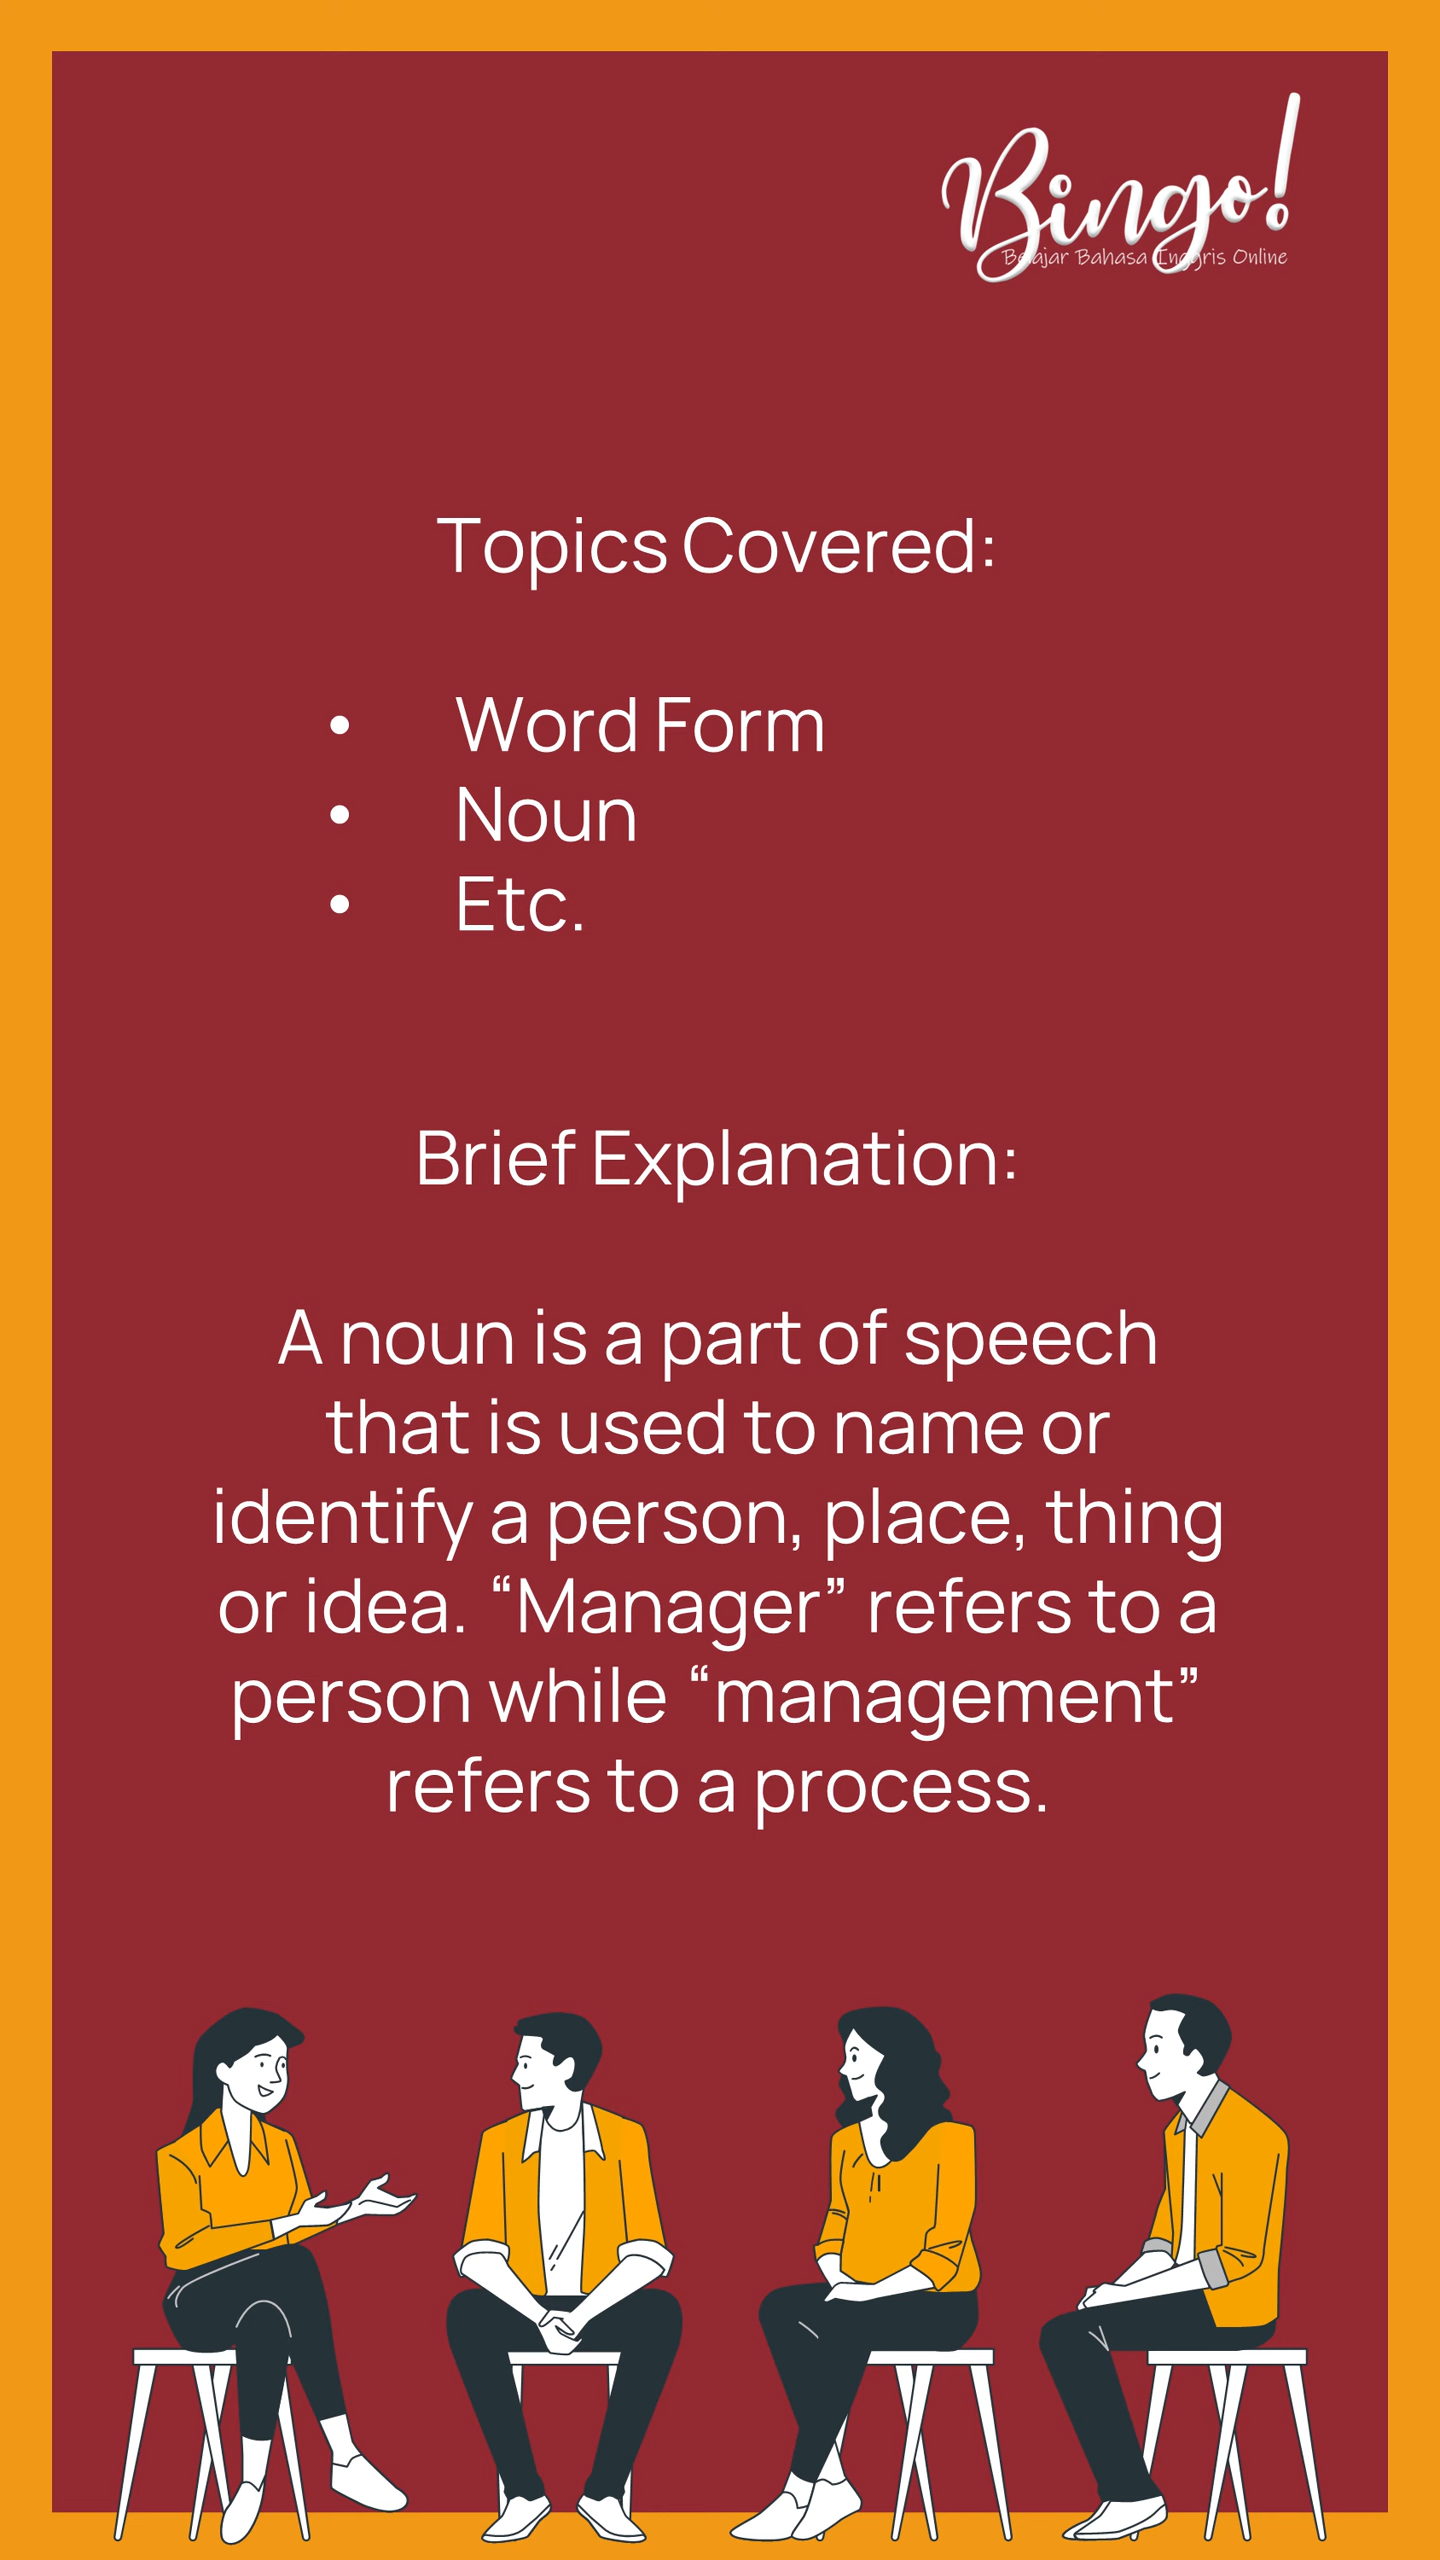 Bingo!
Belajar Bahasa Inggris Online
Topics Covered:
• Word Form
• Noun
• Etc.
Brief Explanation:
A noun is a part of speech
that is used to name or
identify a person, place, thing
or idea. “Manager” refers to a
person while “management”
refers to a process.